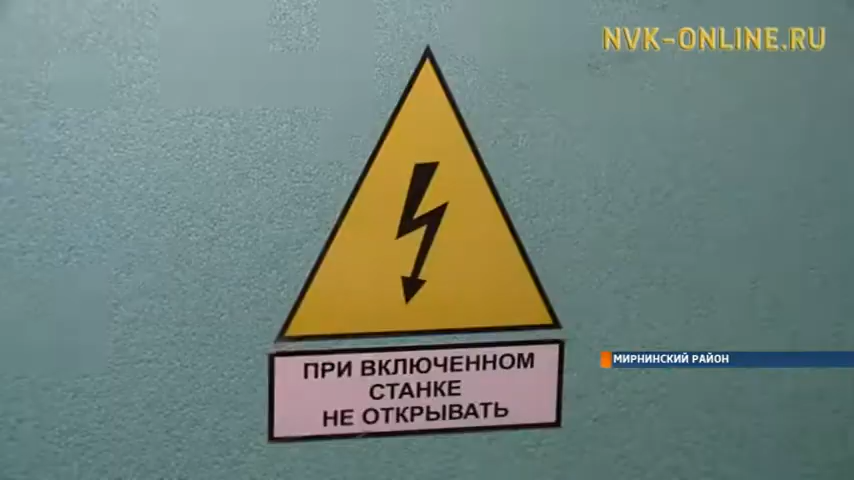 NVK-ONLINE.RU
ПРИ ВКЛЮЧЕННОМ
СТАНКЕ
НЕ ОТКРЫВАТЬ
МИРНИНСКИЙ РАЙОН